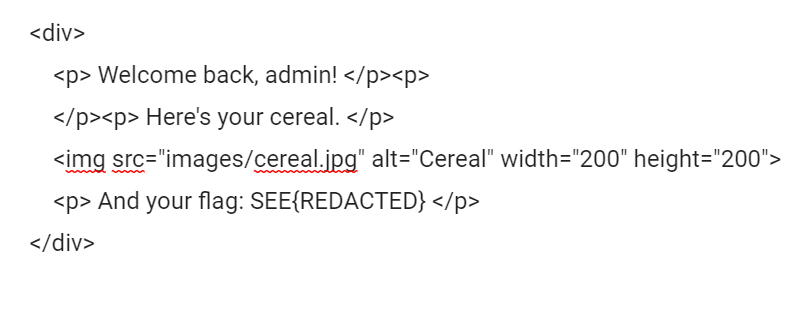 <div>
<p> Welcome back, admin! </p><p>
</p><p> Here's your cereal. </p>
<img src="images/cereal.jpg" alt="Cereal" width="200" height="200">
<p> And your flag: SEE{REDACTED} </p>
</div>